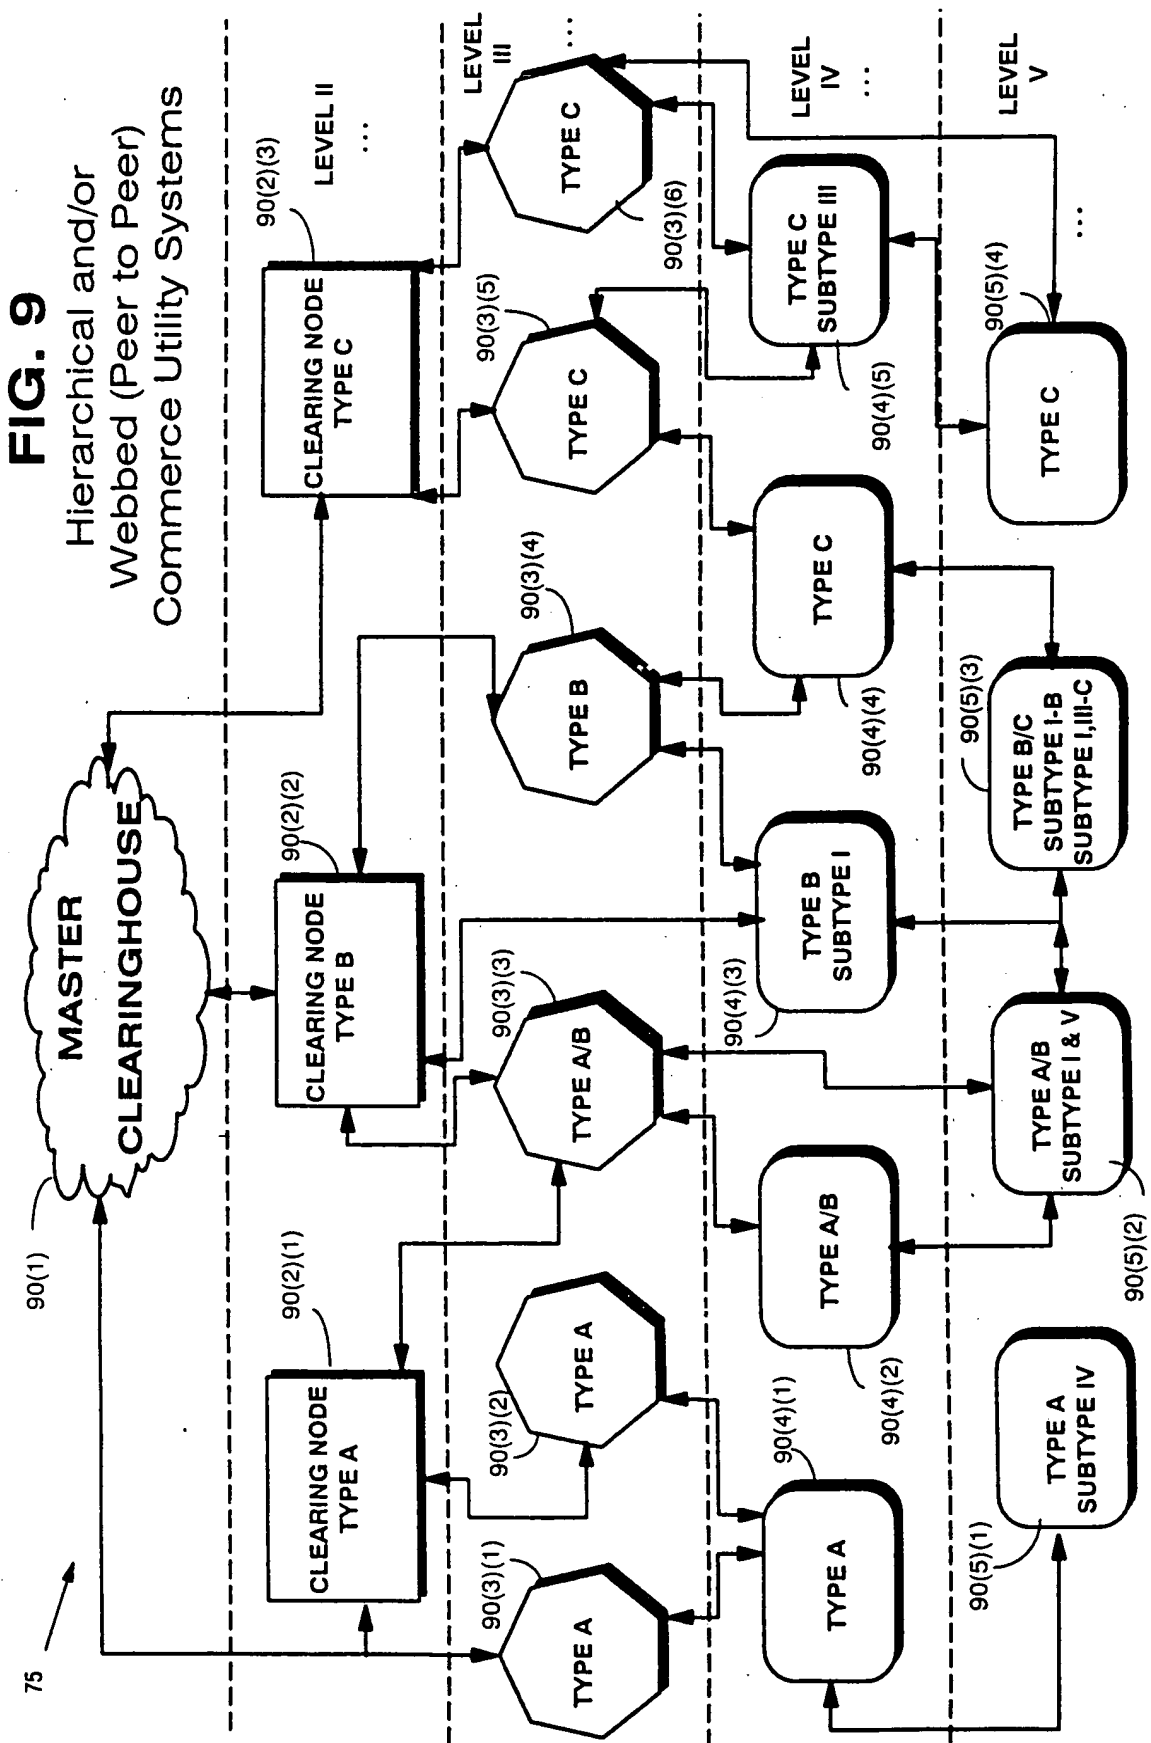 FIG. 9
Hierarchical and/or
Webbed (Peer to Peer)
Commerce Utility Systems
75
90(1)
MASTER
CLEARINGHOUSE
LEVEL II
...
90(2)(1)
CLEARING NODE
TYPE A
90(2)(2)
CLEARING NODE
TYPE B
90(2)(3)
CLEARING NODE
TYPE C
LEVEL
III
...
90(3)(1)
TYPE A
90(3)(2)
TYPE A
90(3)(3)
TYPE A/B
90(3)(4)
TYPE B
90(3)(5)
TYPE C
90(3)(6)
TYPE C
LEVEL
IV
...
90(4)(1)
TYPE A
90(4)(2)
TYPE A/B
90(4)(3)
TYPE B
SUBTYPE I
90(4)(4)
TYPE C
90(4)(5)
TYPE C
SUBTYPE III
LEVEL
V
...
90(5)(1)
TYPE A
SUBTYPE IV
90(5)(2)
TYPE A/B
SUBTYPE I & V
90(5)(3)
TYPE B/C
SUBTYPE I-B
SUBTYPE I,III-C
90(5)(4)
TYPE C